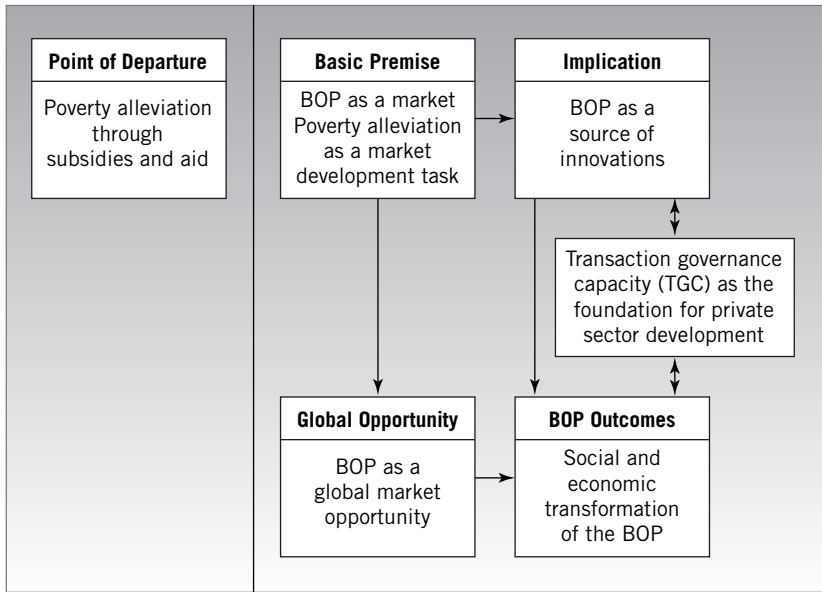 Point of Departure
Poverty alleviation
through
subsidies and aid
Basic Premise
BOP as a market
Poverty alleviation
as a market
development task
Implication
BOP as a
source of
innovations
Transaction governance
capacity (TGC) as the
foundation for private
sector development
Global Opportunity
BOP as a
global market
opportunity
BOP Outcomes
Social and
economic
transformation
of the BOP